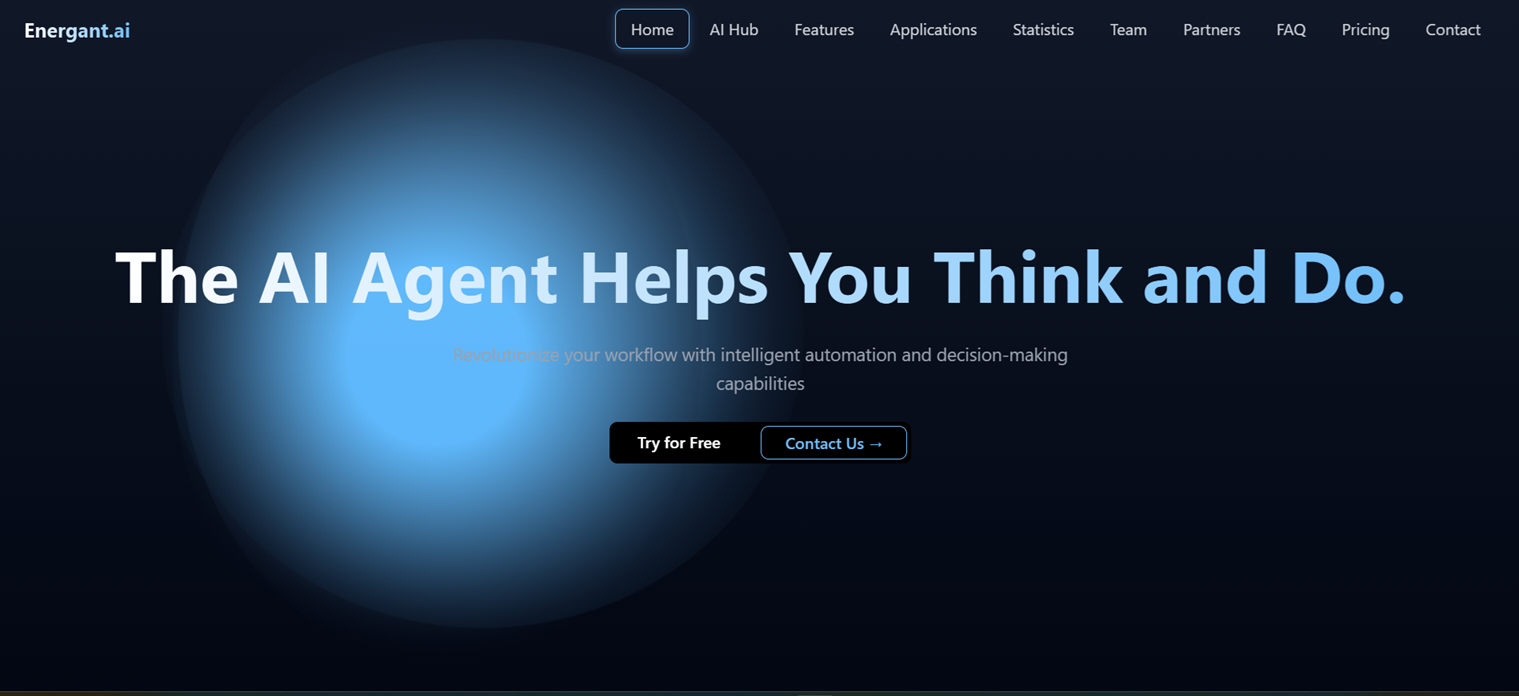 Energant.ai
Home AI Hub Features Applications Statistics Team Partners FAQ Pricing Contact
The AI Agent Helps You Think and Do.
Revolutionize your workflow with intelligent automation and decision-making
capabilities
Try for Free Contact Us →